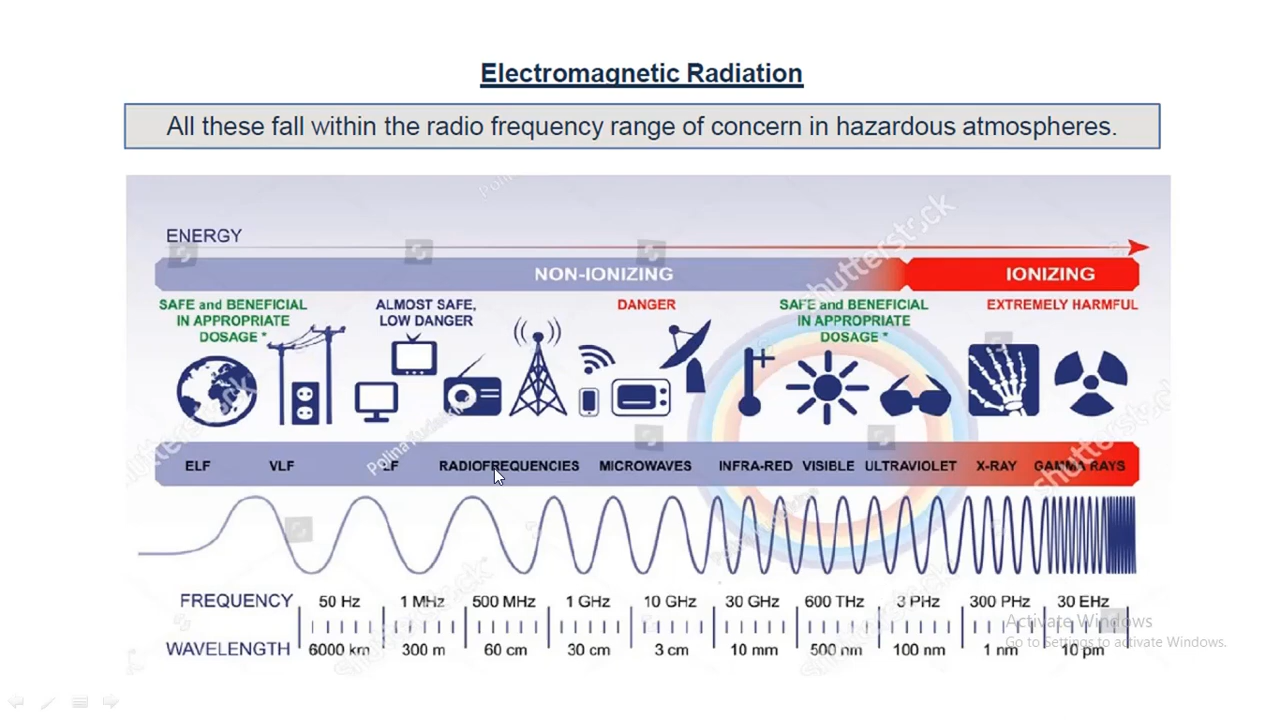 Electromagnetic Radiation
All these fall within the radio frequency range of concern in hazardous atmospheres.
ENERGY
NON-IONIZING
IONIZING
SAFE and BENEFICIAL
IN APPROPRIATE
DOSAGE *
ALMOST SAFE,
LOW DANGER
DANGER
SAFE and BENEFICIAL
IN APPROPRIATE
DOSAGE *
EXTREMELY HARMFUL
ELF VLF LF RADIOFREQUENCIES MICROWAVES INFRA-RED VISIBLE ULTRAVIOLET X-RAY GAMMA RAYS
FREQUENCY 50 Hz 1 MHz 500 MHz 1 GHz 10 GHz 30 GHz 600 THz 3 PHz 300 PHz 30 EHz
WAVELENGTH 6000 km 300 m 60 cm 30 cm 3 cm 10 mm 500 nm 100 nm 1 nm 10 pm
Activate Windows
Go to Settings to activate Windows.
shutterstock
shutterstock